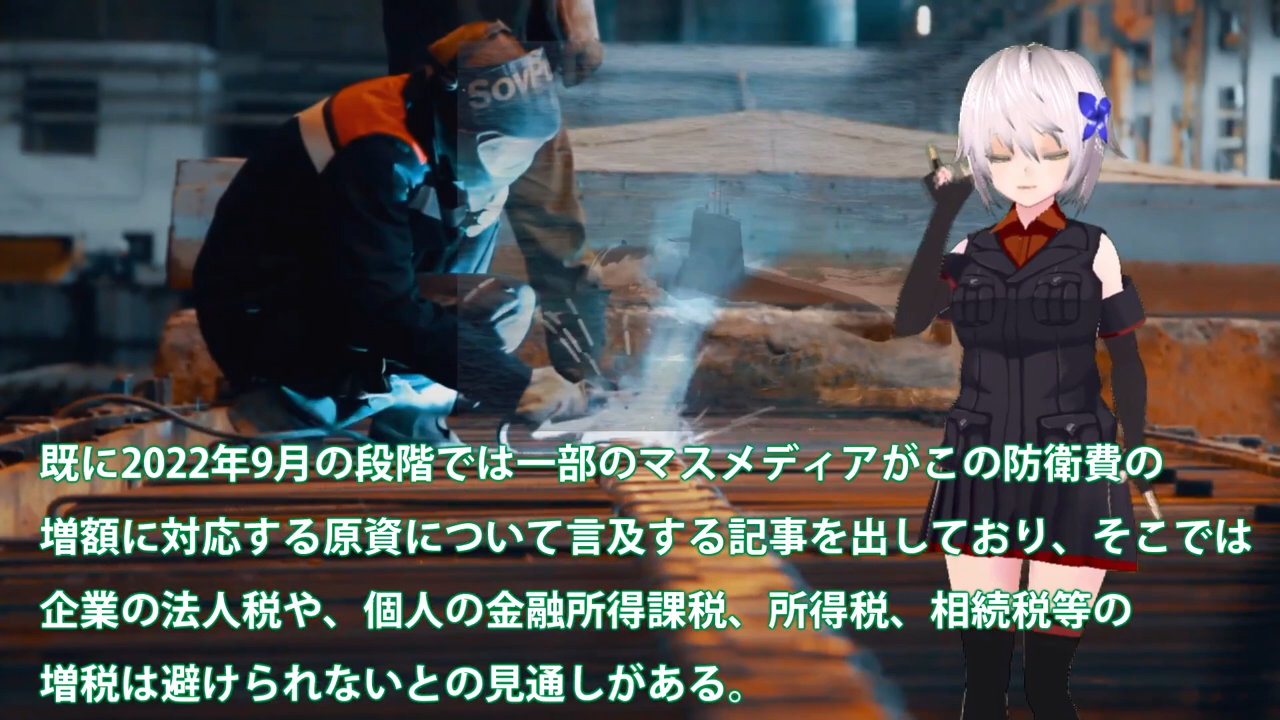 SOVPL
既に2022年9月の段階では一部のマスメディアがこの防衛費の
増額に対応する原資について言及する記事を出しており、そこでは
企業の法人税や、個人の金融所得課税、所得税、相続税等の
増税は避けられないとの見通しがある。